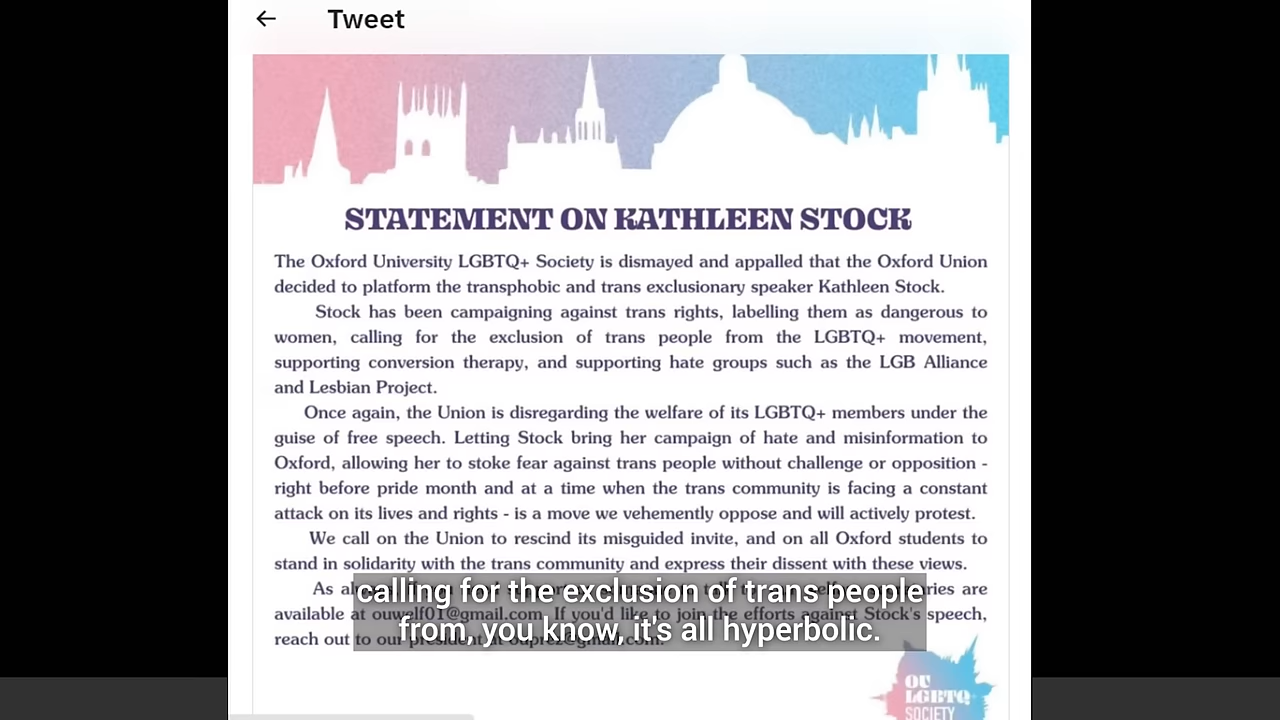 Tweet
STATEMENT ON KATHLEEN STOCK
The Oxford University LGBTQ+ Society is dismayed and appalled that the Oxford Union
decided to platform the transphobic and trans exclusionary speaker Kathleen Stock.
Stock has been campaigning against trans rights, labelling them as dangerous to
women, calling for the exclusion of trans people from the LGBTQ+ movement,
supporting conversion therapy, and supporting hate groups such as the LGB Alliance
and Lesbian Project.
Once again, the Union is disregarding the welfare of its LGBTQ+ members under the
guise of free speech. Letting Stock bring her campaign of hate and misinformation to
Oxford, allowing her to stoke fear against trans people without challenge or opposition -
right before pride month and at a time when the trans community is facing a constant
attack on its lives and rights - is a move we vehemently oppose and will actively protest.
We call on the Union to rescind its misguided invite, and on all Oxford students to
stand in solidarity with the trans community and express their dissent with these views.
As are
available at ouwelf01@gmail.com. If you'd like to join the efforts against Stock's speech,
reach out to our president at ouprez@gmail.com.
calling for the exclusion of trans people
from, you know, it's all hyperbolic.
OU
LGBTQ
SOCIETY